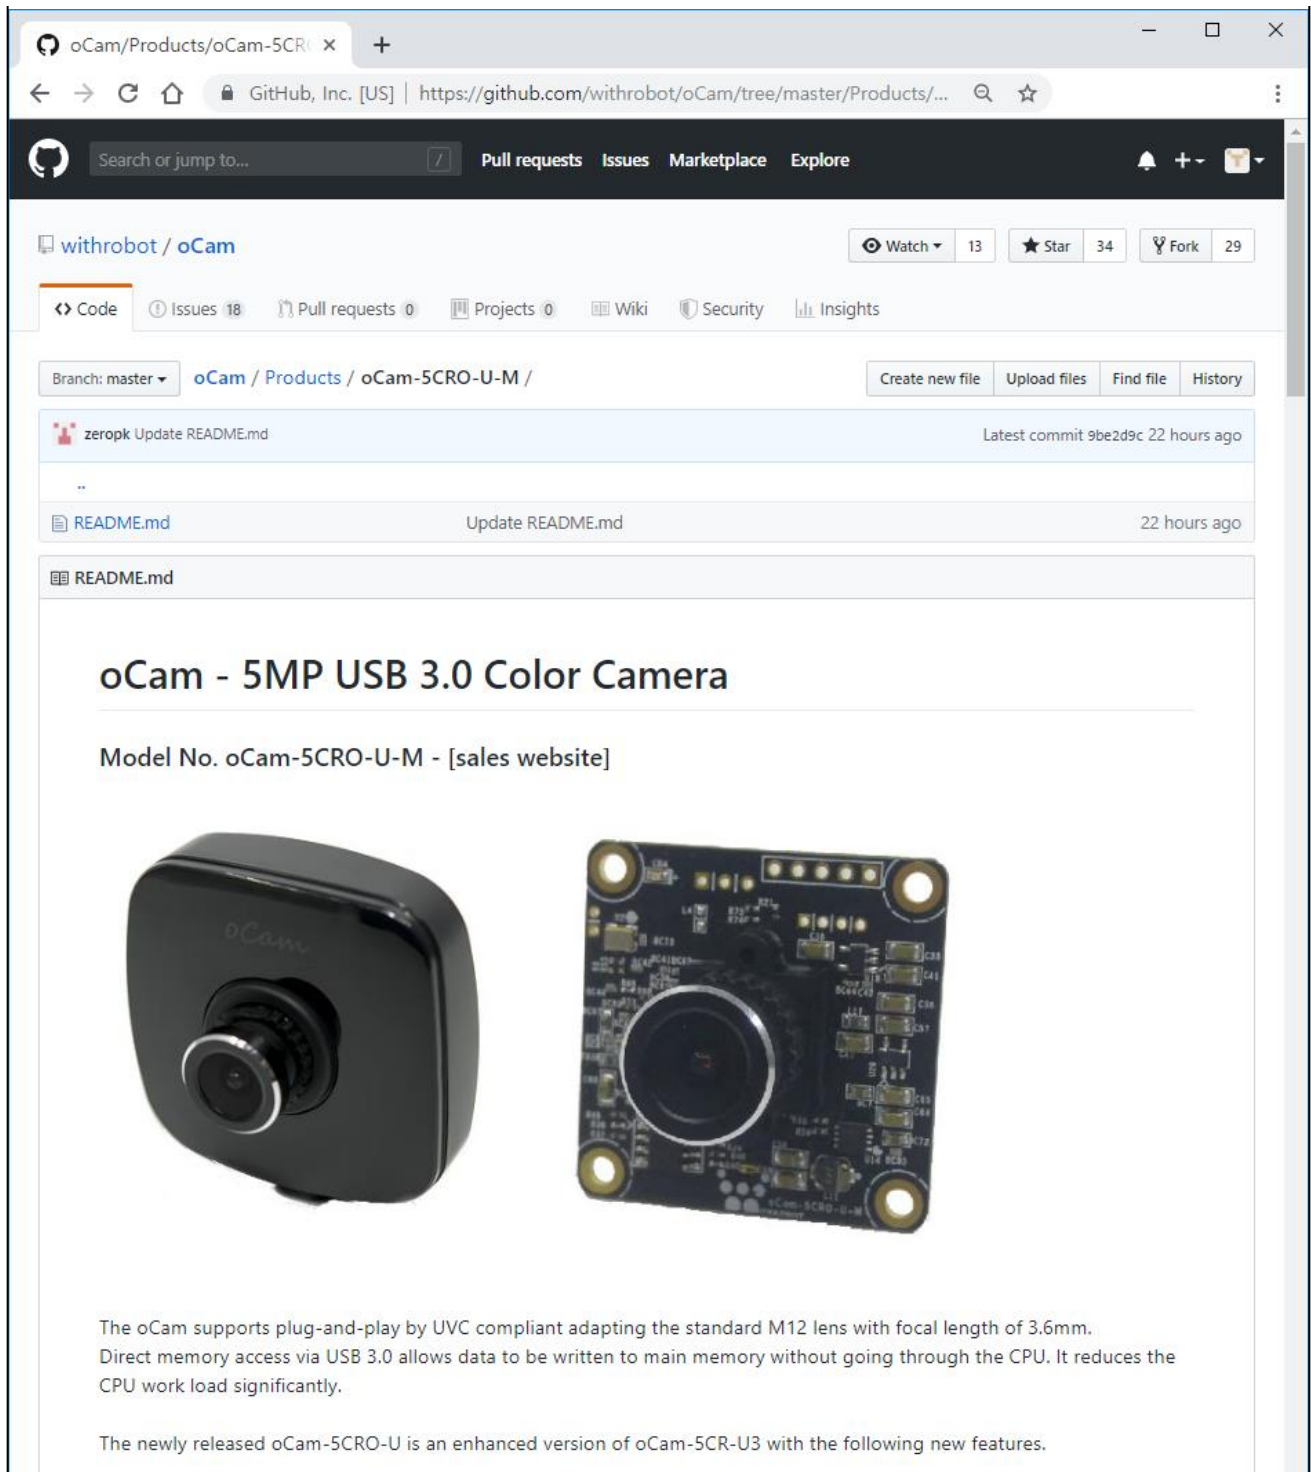 oCam/Products/oCam-5CR
GitHub, Inc. [US] | https://github.com/withrobot/oCam/tree/master/Products/...
Search or jump to... / Pull requests Issues Marketplace Explore
withrobot / oCam Watch 13 Star 34 Fork 29
Code Issues 18 Pull requests 0 Projects 0 Wiki Security Insights
Branch: master oCam / Products / oCam-5CRO-U-M / Create new file Upload files Find file History
zeropk Update README.md Latest commit 9be2d9c 22 hours ago
..
README.md Update README.md 22 hours ago
README.md
oCam - 5MP USB 3.0 Color Camera
Model No. oCam-5CRO-U-M - [sales website]
oCam
oCam-5CRO-U-M
The oCam supports plug-and-play by UVC compliant adapting the standard M12 lens with focal length of 3.6mm.
Direct memory access via USB 3.0 allows data to be written to main memory without going through the CPU. It reduces the
CPU work load significantly.
The newly released oCam-5CRO-U is an enhanced version of oCam-5CR-U3 with the following new features.